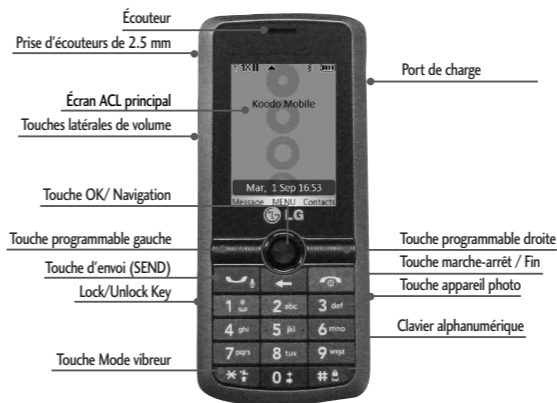 Écouteur
Prise d'écouteurs de 2.5 mm
Port de charge
Écran ACL principal
Koodo Mobile
Touches latérales de volume
Mar, 1 Sep 16:53
Touche OK/ Navigation
Message MENU Contacts
LG
Touche programmable gauche
Touche programmable droite
Touche d'envoi (SEND)
Touche marche-arrêt / Fin
Lock/Unlock Key
Touche appareil photo
1 2 abc 3 def
Clavier alphanumérique
4 ghi 5 jkl 6 mno
7 pqrs 8 tuv 9 wxyz
Touche Mode vibreur
* 0 #